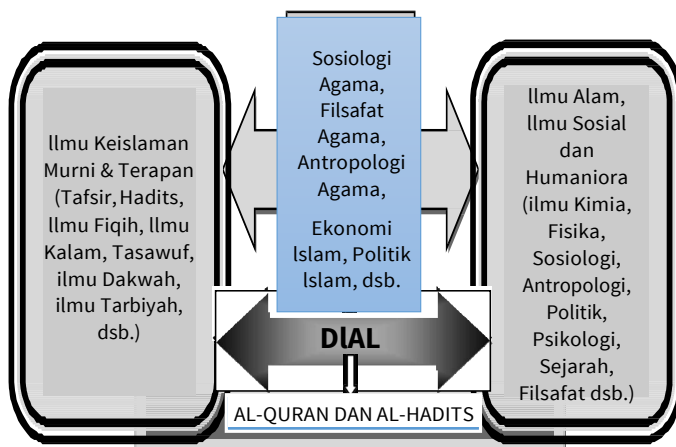 Ilmu Keislaman
Murni & Terapan
(Tafsir, Hadits,
Ilmu Fiqih, Ilmu
Kalam, Tasawuf,
ilmu Dakwah,
ilmu Tarbiyah,
dsb.)
Sosiologi
Agama,
Filsafat
Agama,
Antropologi
Agama,
Ekonomi
Islam, Politik
Islam, dsb.
Ilmu Alam,
Ilmu Sosial
dan
Humaniora
(ilmu Kimia,
Fisika,
Sosiologi,
Antropologi,
Politik,
Psikologi,
Sejarah,
Filsafat dsb.)
DIAL
AL-QURAN DAN AL-HADITS